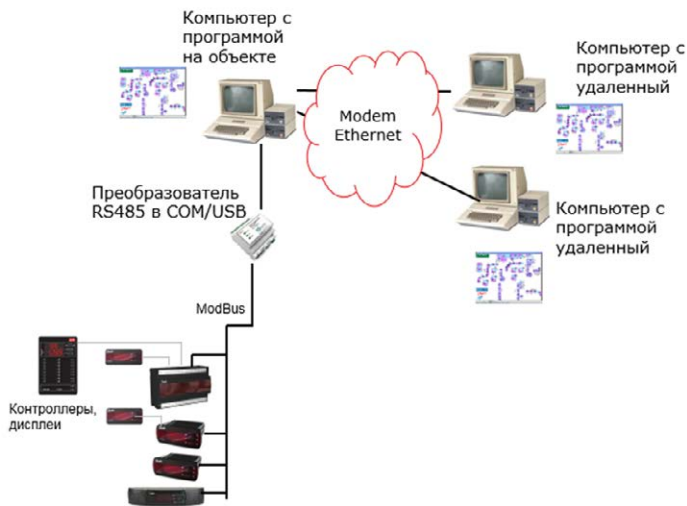 Компьютер с
программой
на объекте
Компьютер с
программой
удаленный
Modem
Ethernet
Преобразователь
RS485 в COM/USB
Компьютер с
программой
удаленный
ModBus
Контроллеры,
дисплеи